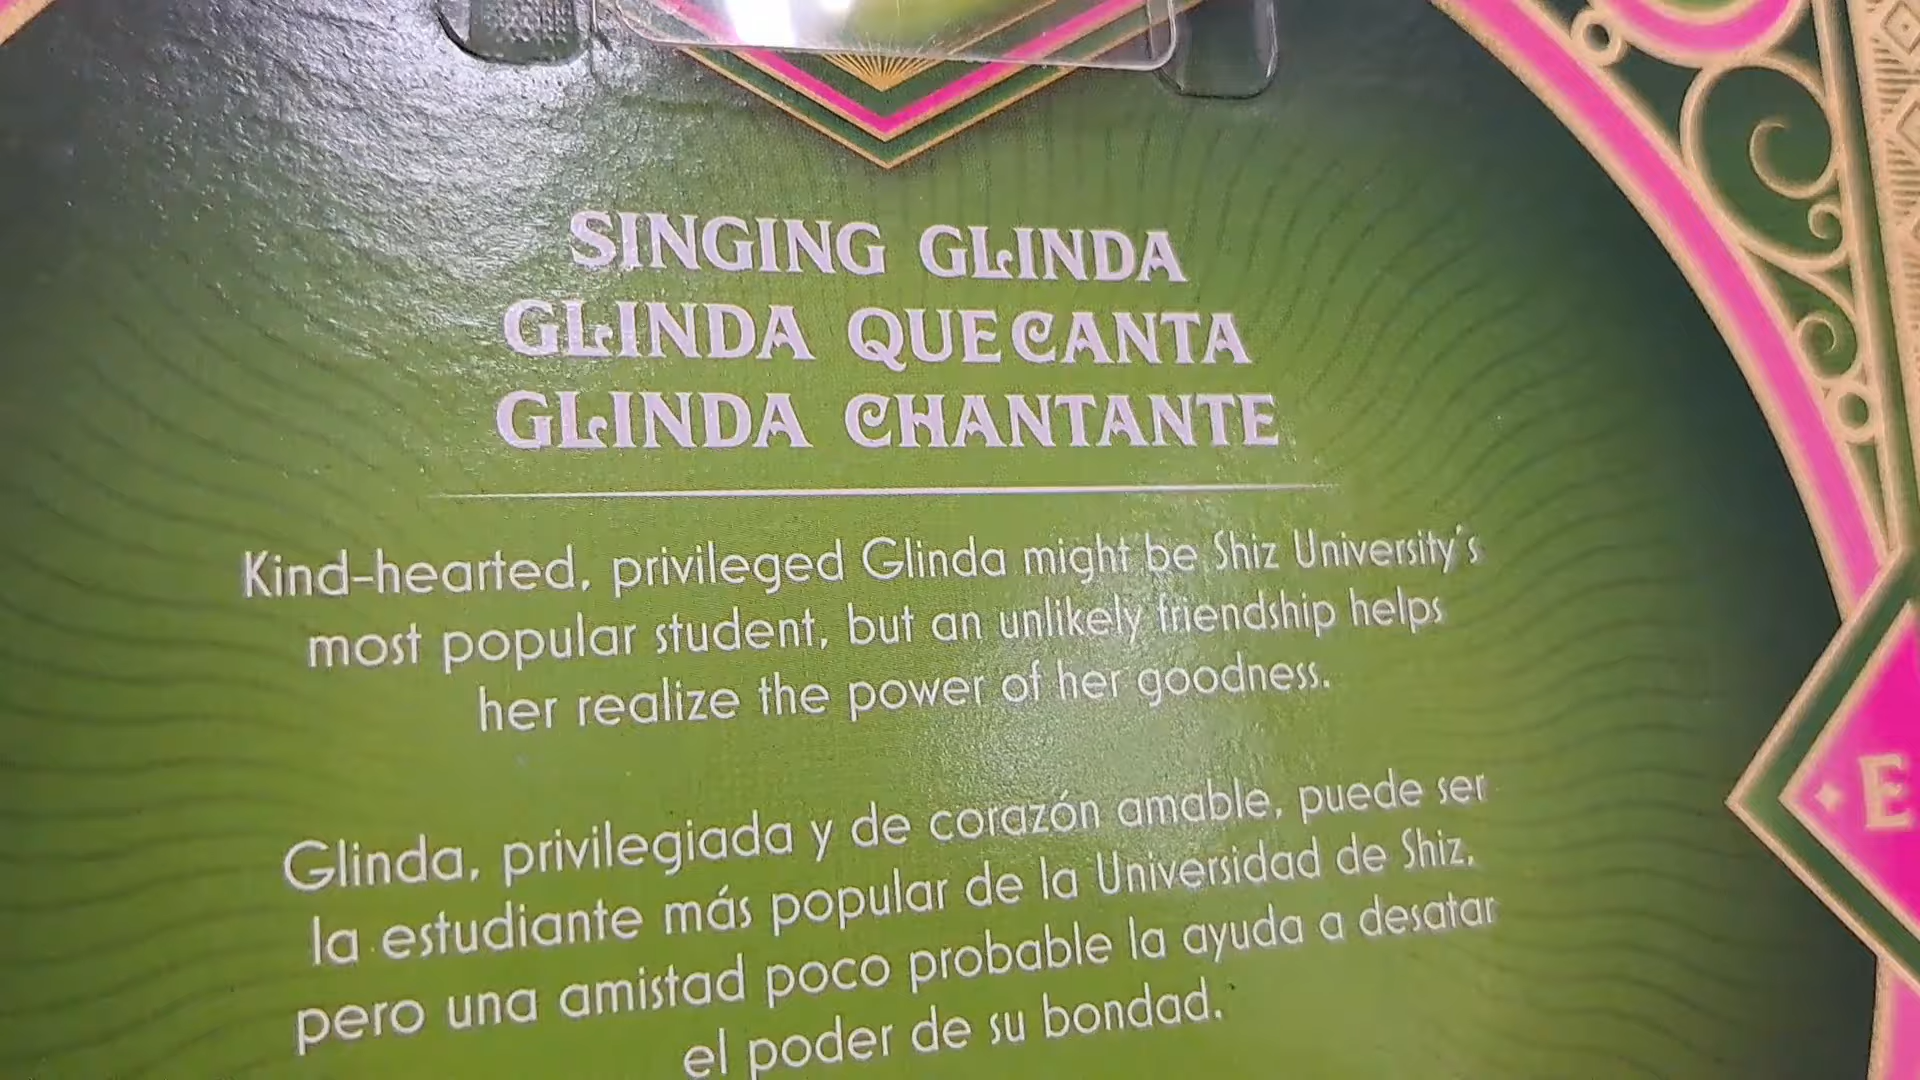 SINGING GLINDA
GLINDA QUE CANTA
GLINDA CHANTANTE
Kind-hearted, privileged Glinda might be Shiz University's
most popular student, but an unlikely friendship helps
her realize the power of her goodness.
Glinda, privilegiada y de corazón amable, puede ser
la estudiante más popular de la Universidad de Shiz,
pero una amistad poco probable la ayuda a desatar
el poder de su bondad.